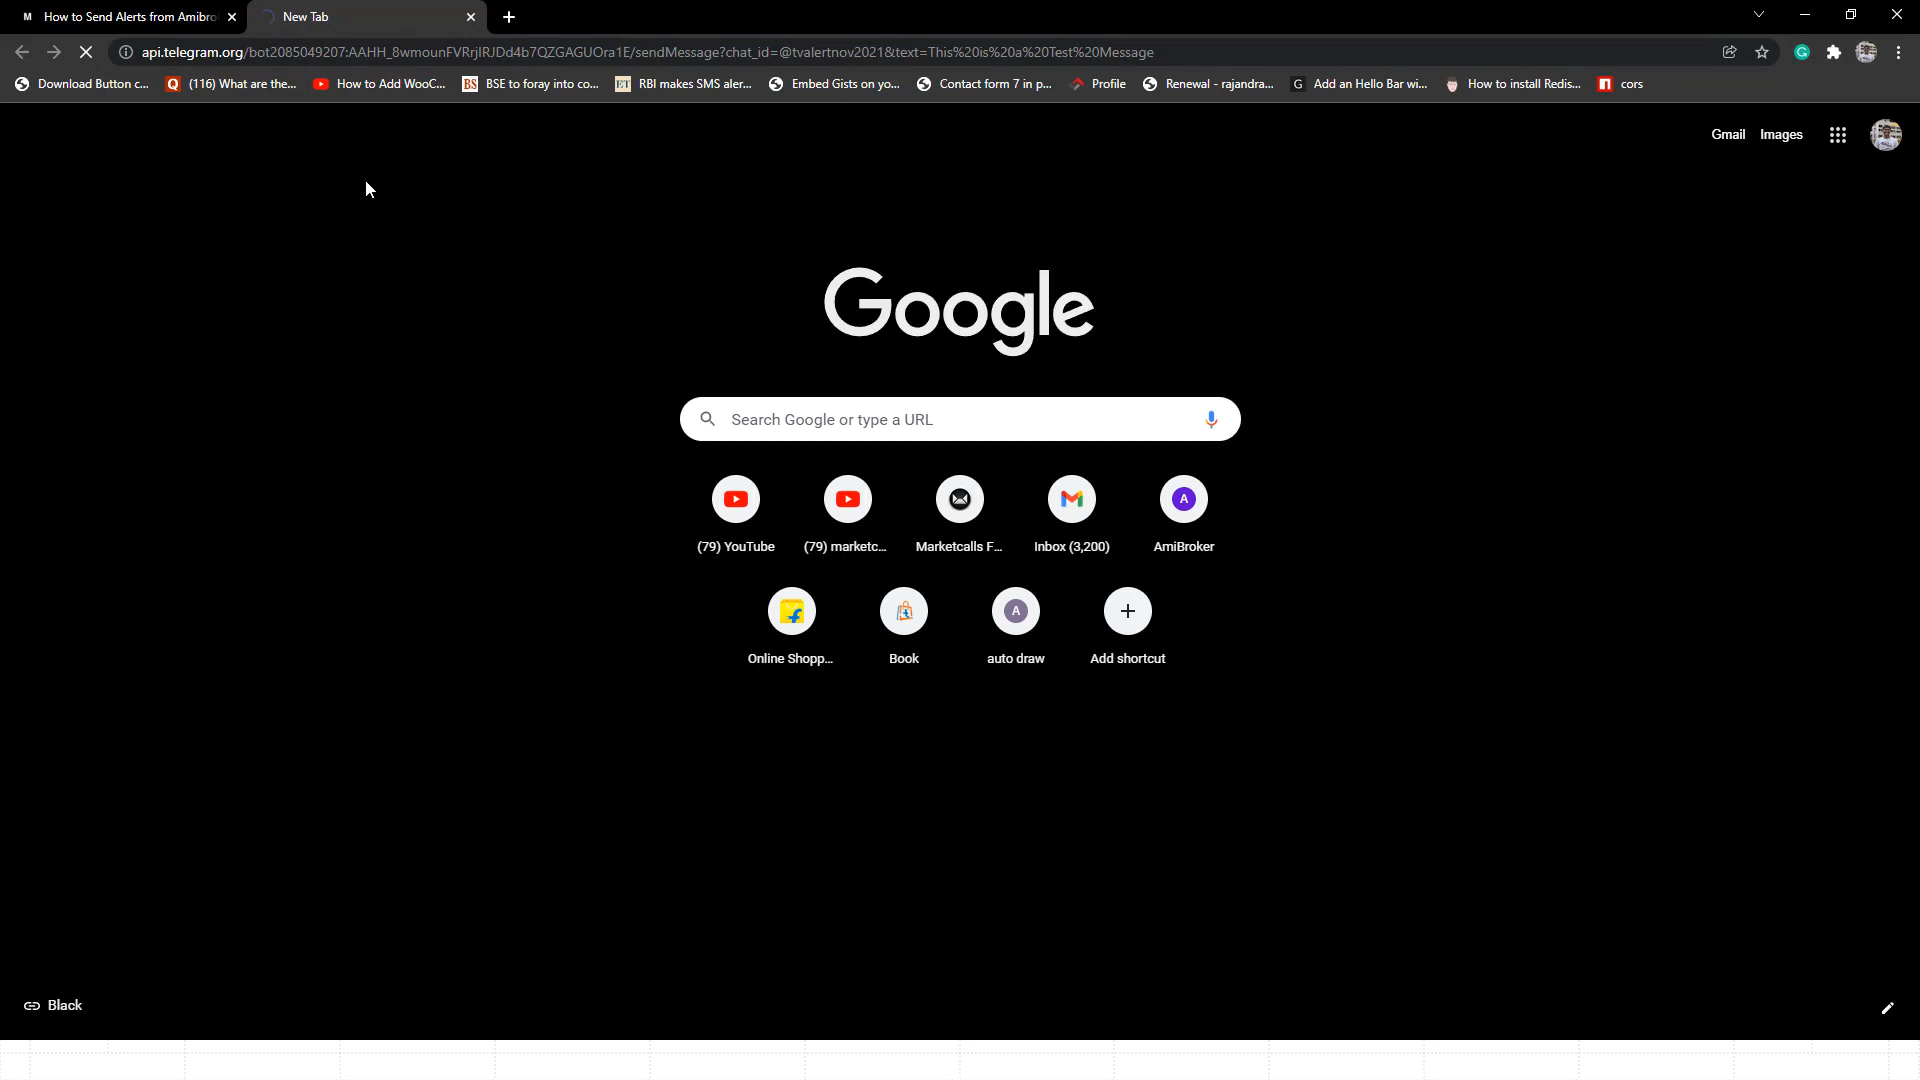 M How to Send Alerts from Amibro
New Tab
api.telegram.org/bot2085049207:AAHH_8wmounFVRrjIRJDd4b7QZGAGUOra1E/sendMessage?chat_id=@tvalertnov2021&text=This%20is%20a%20Test%20Message
Download Button c...
Q (116) What are the...
How to Add WooC...
BS BSE to foray into co...
ET RBI makes SMS aler...
Embed Gists on yo...
Contact form 7 in p...
Profile
Renewal - rajandra...
G Add an Hello Bar wi...
How to install Redis...
cors
Gmail Images
Google
Search Google or type a URL
(79) YouTube
(79) marketc...
Marketcalls F...
Inbox (3,200)
A AmiBroker
Online Shopp...
Book
A auto draw
Add shortcut
Black